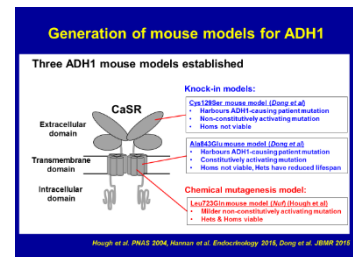 Generation of mouse models for ADH1
Three ADH1 mouse models established
CaSR
Extracellular
domain
Transmembrane
domain
Intracellular
domain
Knock-in models:
Cys129Ser mouse model (Dong et al)
Harbours ADH1-causing patient mutation
Non-constitutively activating mutation
Homs not viable
Ala843Glu mouse model (Dong et al)
Harbours ADH1-causing patient mutation
Constitutively activating mutation
Homs not viable, Hets have reduced lifespan
Chemical mutagenesis model:
Leu723Gln mouse model (Nuf) (Hough et al)
Milder non-constitutively activating mutation
Hets & Homs viable
Hough et al. PNAS 2004, Hannan et al. Endocrinology 2015, Dong et al. JBMR 2015